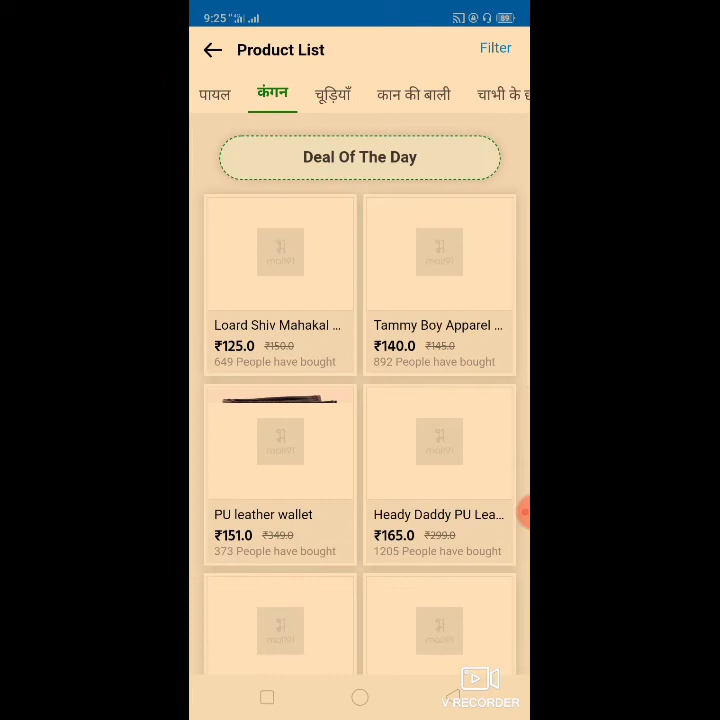 9:25
89
Product List
Filter
पायल
कंगन
चूड़ियाँ
कान की बाली
चाभी के
Deal Of The Day
Loard Shiv Mahakal ...
₹125.0 ₹150.0
649 People have bought
Tammy Boy Apparel ...
₹140.0 ₹145.0
892 People have bought
PU leather wallet
₹151.0 ₹349.0
373 People have bought
Heady Daddy PU Lea...
₹165.0 ₹299.0
1205 People have bought
V RECORDER